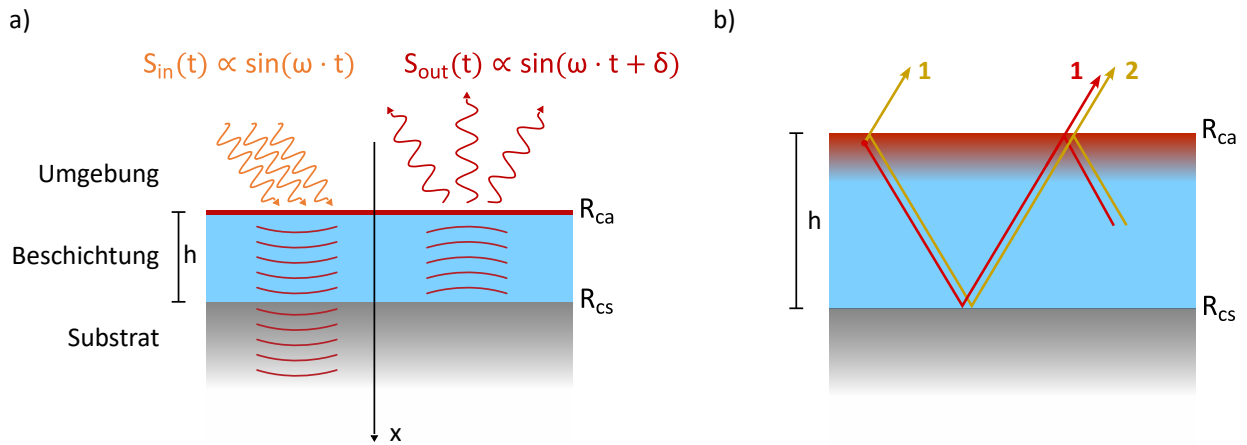 a)
S_in(t) ∝ sin(ω · t)
S_out(t) ∝ sin(ω · t + δ)
Umgebung
R_ca
Beschichtung
h
R_cs
Substrat
x
b)
1
1
2
R_ca
h
R_cs